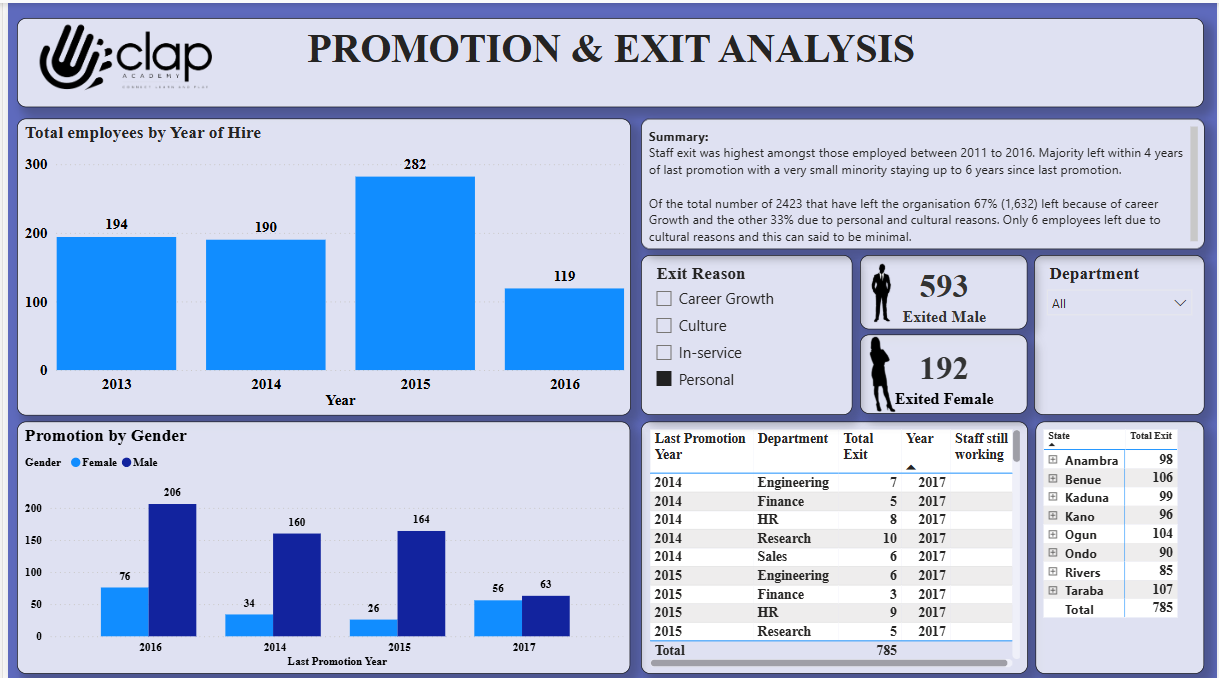 clap
ACADEMY
CONNECT LEARN AND PLAY
PROMOTION & EXIT ANALYSIS
Total employees by Year of Hire
300
200
100
0
194
190
282
119
2013
2014
2015
2016
Year
Summary:
Staff exit was highest amongst those employed between 2011 to 2016. Majority left within 4 years
of last promotion with a very small minority staying up to 6 years since last promotion.
Of the total number of 2423 that have left the organisation 67% (1,632) left because of career
Growth and the other 33% due to personal and cultural reasons. Only 6 employees left due to
cultural reasons and this can said to be minimal.
Exit Reason
Career Growth
Culture
In-service
Personal
593
Exited Male
192
Exited Female
Department
All
Promotion by Gender
Gender Female Male
200
150
100
50
0
76
206
34
160
26
164
56
63
2016
2014
2015
2017
Last Promotion Year
Last Promotion Department Total Year Staff still
Year Exit working
2014 Engineering 7 2017
2014 Finance 5 2017
2014 HR 8 2017
2014 Research 10 2017
2014 Sales 6 2017
2015 Engineering 6 2017
2015 Finance 3 2017
2015 HR 9 2017
2015 Research 5 2017
Total 785
State Total Exit
Anambra 98
Benue 106
Kaduna 99
Kano 96
Ogun 104
Ondo 90
Rivers 85
Taraba 107
Total 785